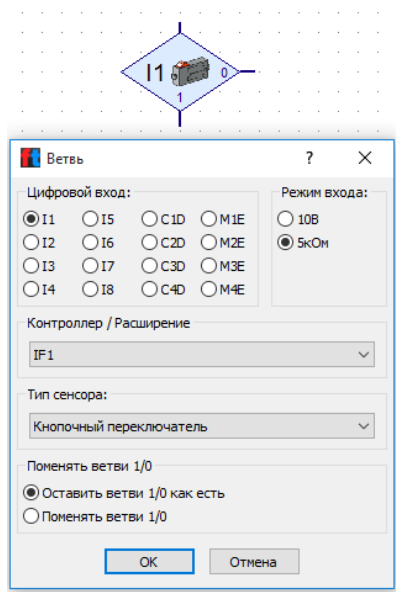 I1
0
1
ft Ветвь ? X
Цифровой вход: Режим входа:
I1 I5 C1D M1E 10В
I2 I6 C2D M2E 5кОм
I3 I7 C3D M3E
I4 I8 C4D M4E
Контроллер / Расширение
IF1
Тип сенсора:
Кнопочный переключатель
Поменять ветви 1/0
Оставить ветви 1/0 как есть
Поменять ветви 1/0
ОК Отмена